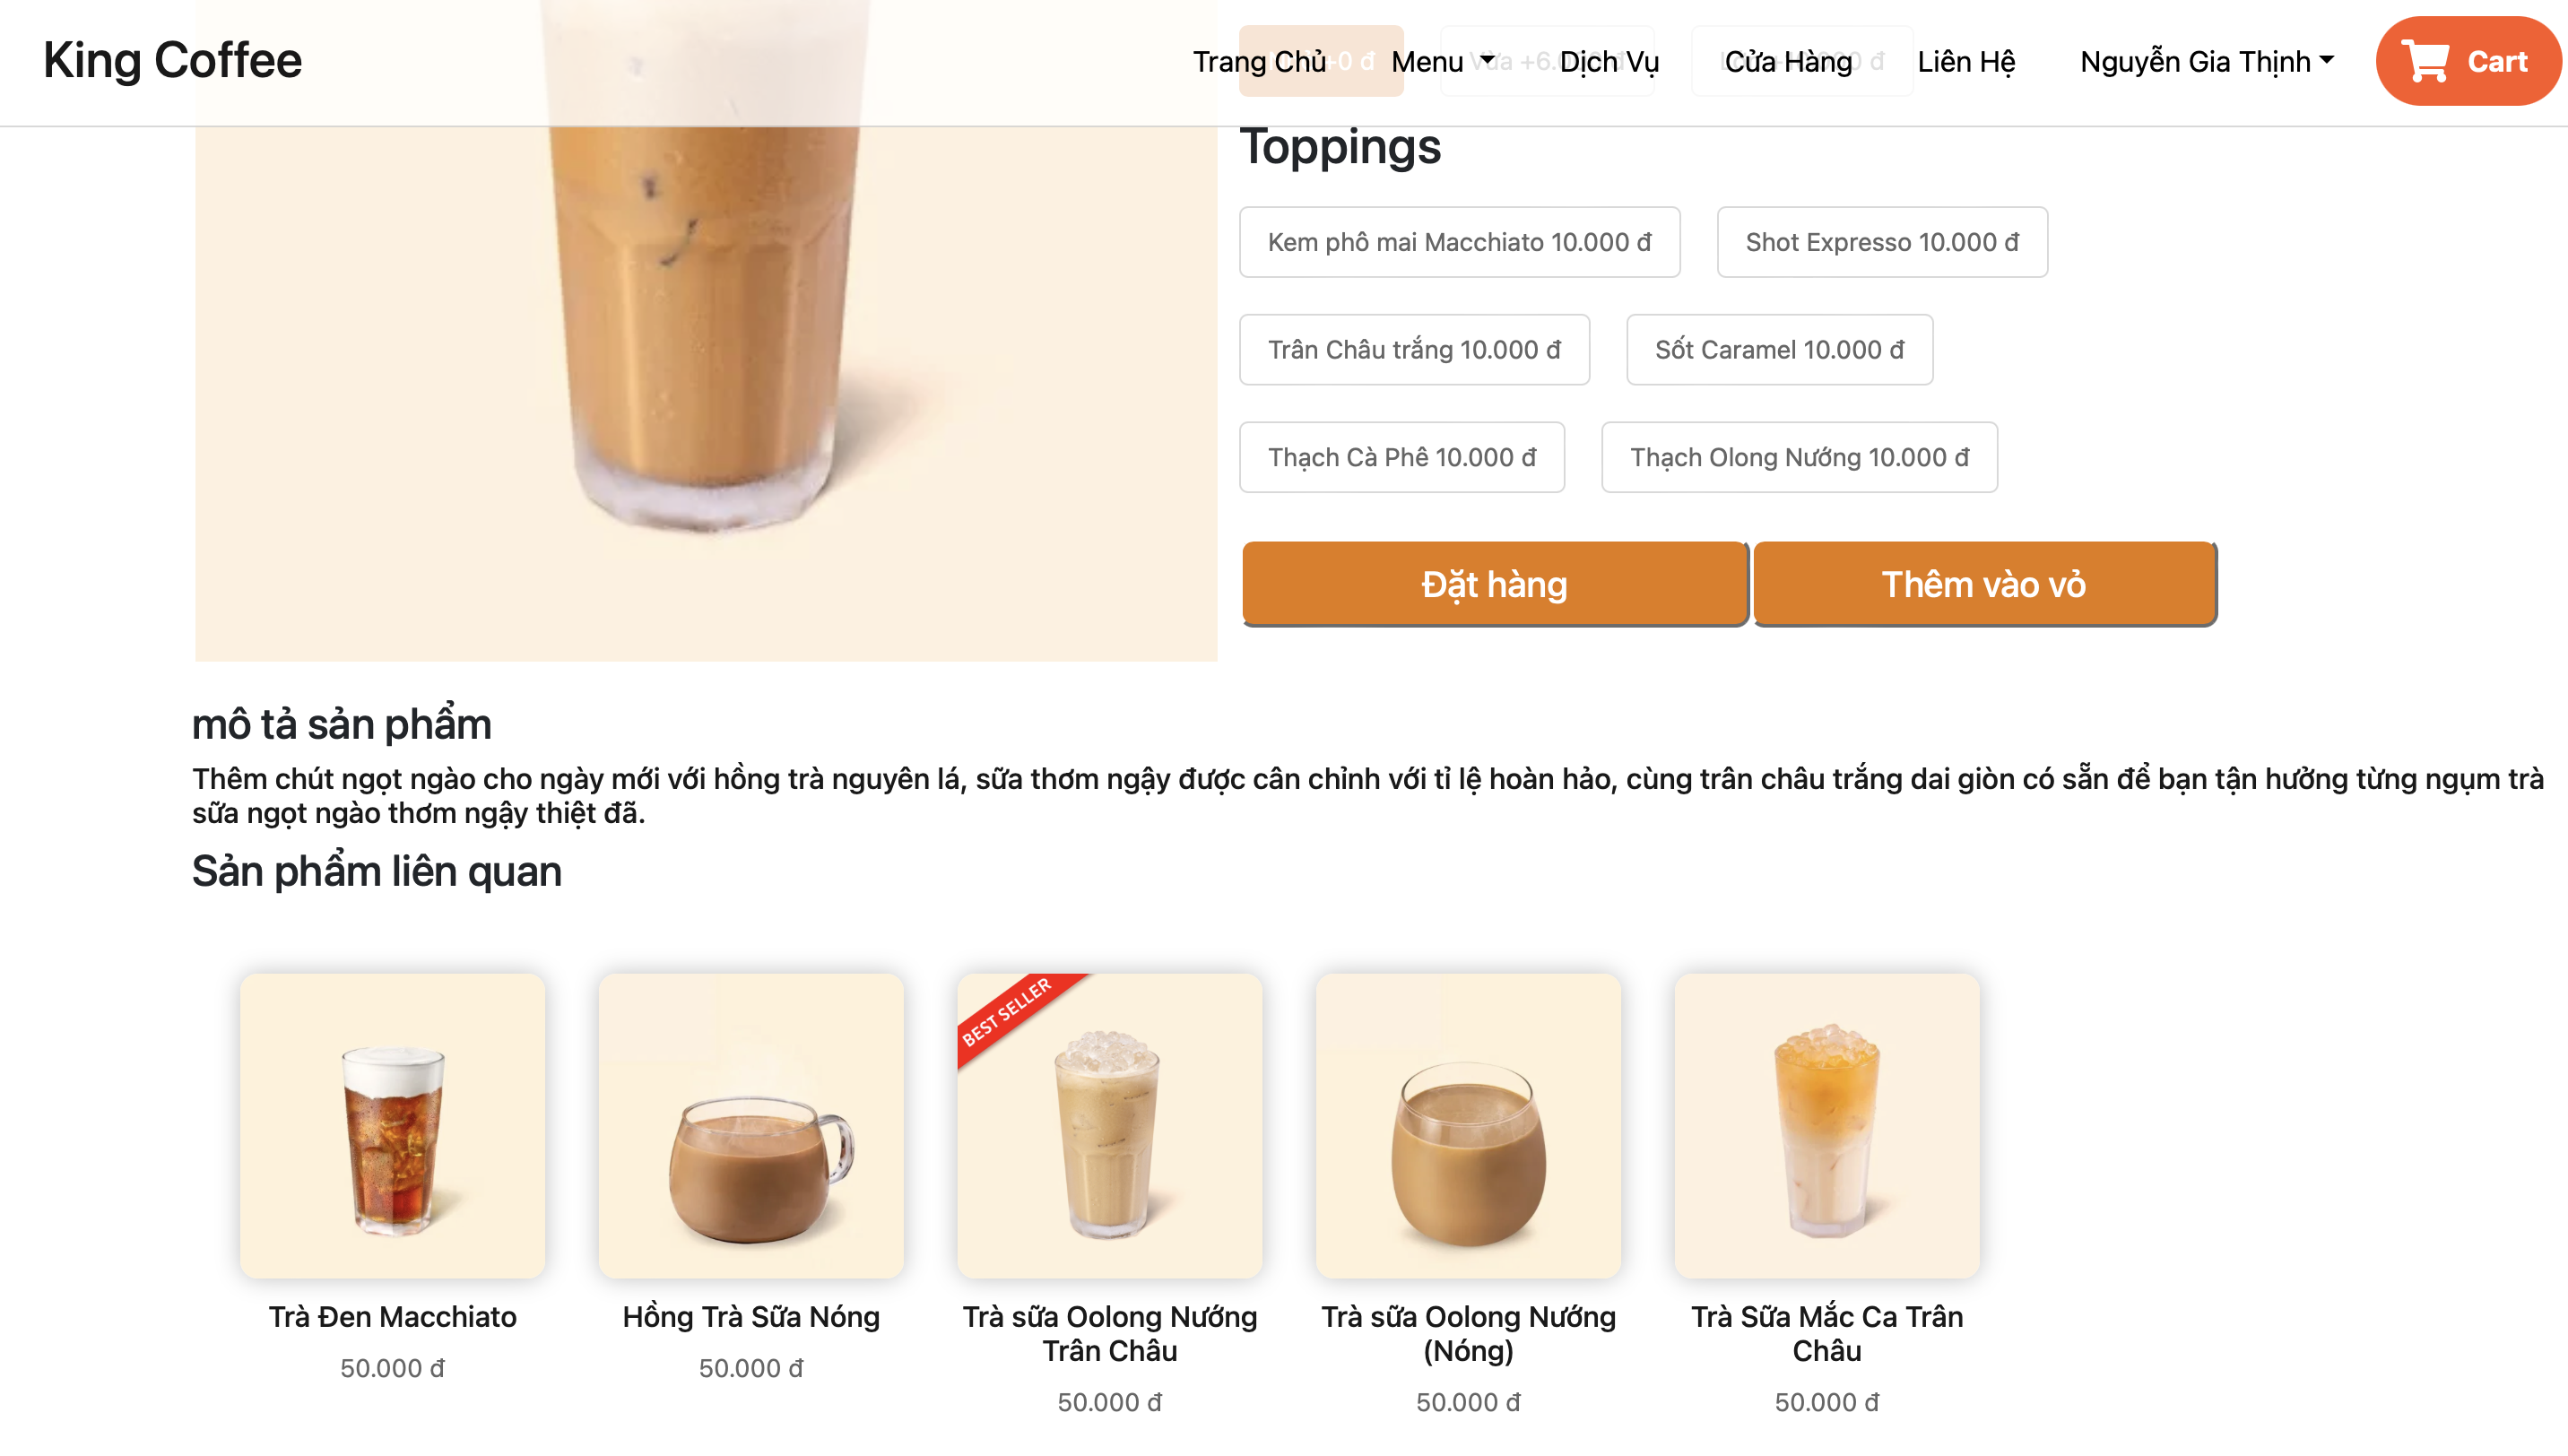 King Coffee
Trang Chủ Menu Dịch Vụ Cửa Hàng Liên Hệ Nguyễn Gia Thịnh Cart
Toppings
Kem phô mai Macchiato 10.000 đ Shot Expresso 10.000 đ
Trân Châu trắng 10.000 đ Sốt Caramel 10.000 đ
Thạch Cà Phê 10.000 đ Thạch Olong Nướng 10.000 đ
Đặt hàng Thêm vào vỏ
mô tả sản phẩm
Thêm chút ngọt ngào cho ngày mới với hồng trà nguyên lá, sữa thơm ngậy được cân chỉnh với tỉ lệ hoàn hảo, cùng trân châu trắng dai giòn có sẵn để bạn tận hưởng từng ngụm trà
sữa ngọt ngào thơm ngậy thiệt đã.
Sản phẩm liên quan
BEST SELLER
Trà Đen Macchiato
50.000 đ
Hồng Trà Sữa Nóng
50.000 đ
Trà sữa Oolong Nướng
Trân Châu
50.000 đ
Trà sữa Oolong Nướng
(Nóng)
50.000 đ
Trà Sữa Mắc Ca Trân
Châu
50.000 đ